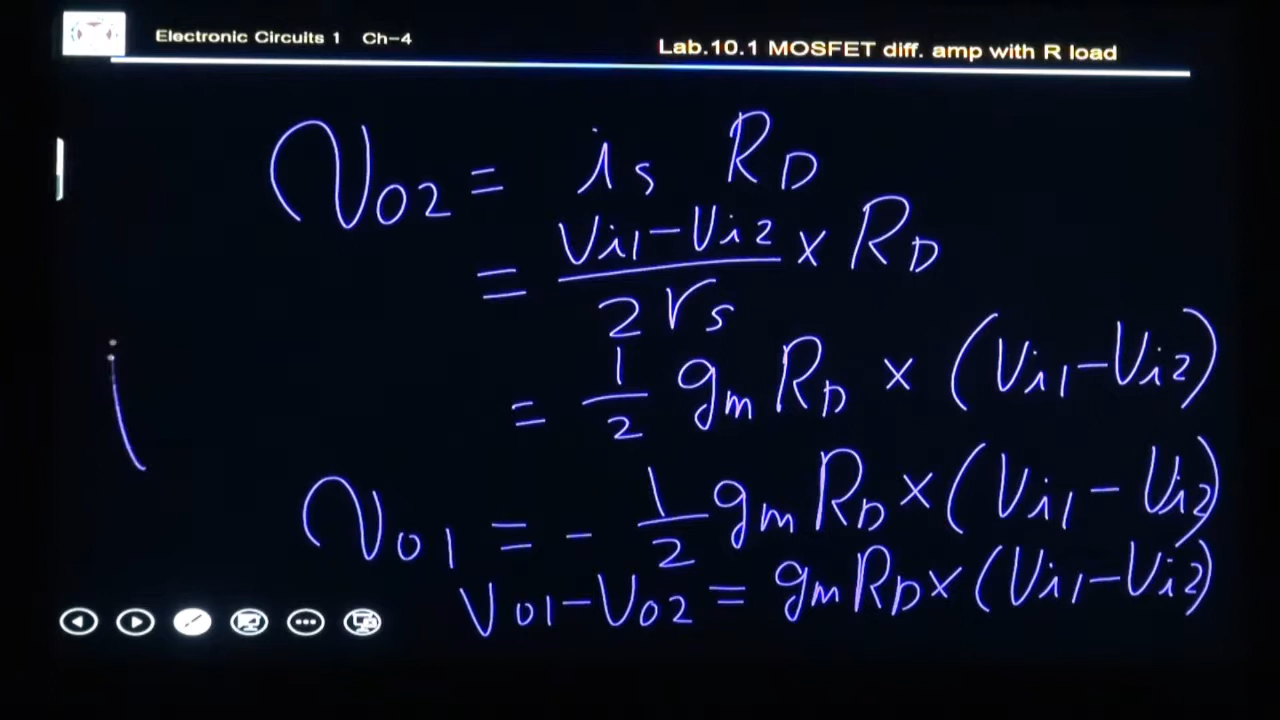 Electronic Circuits 1 Ch-4
Lab.10.1 MOSFET diff. amp with R load
Vo2 = is RD
= (Vi1-Vi2)/(2rs) × RD
= 1/2 gm RD × (Vi1-Vi2)
Vo1 = - 1/2 gm RD × (Vi1 - Vi2)
Vo1-Vo2 = gm RD × (Vi1-Vi2)